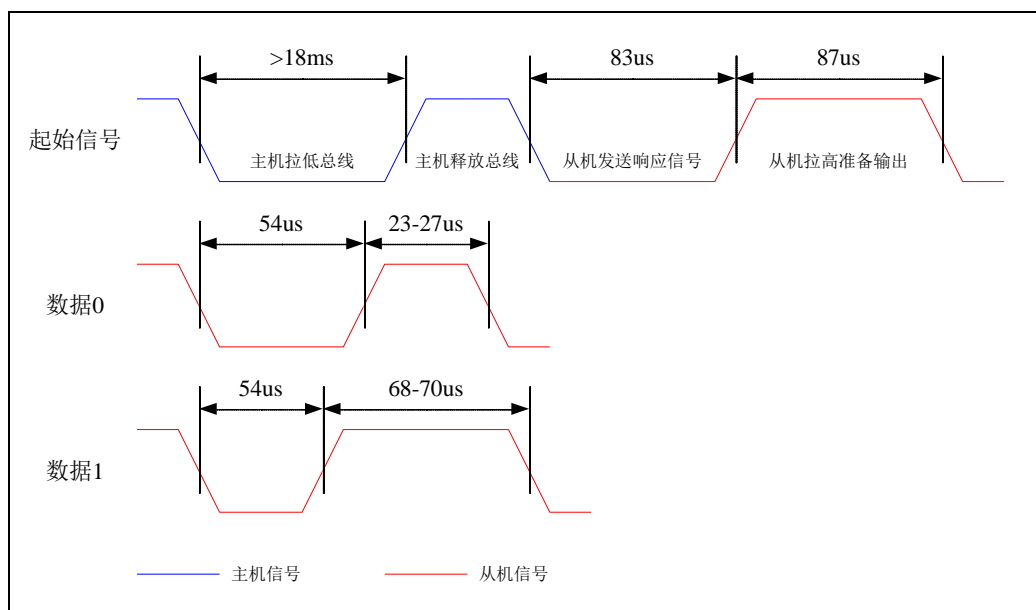 >18ms 83us 87us
起始信号
主机拉低总线 主机释放总线 从机发送响应信号 从机拉高准备输出
54us 23-27us
数据0
54us 68-70us
数据1
主机信号 从机信号